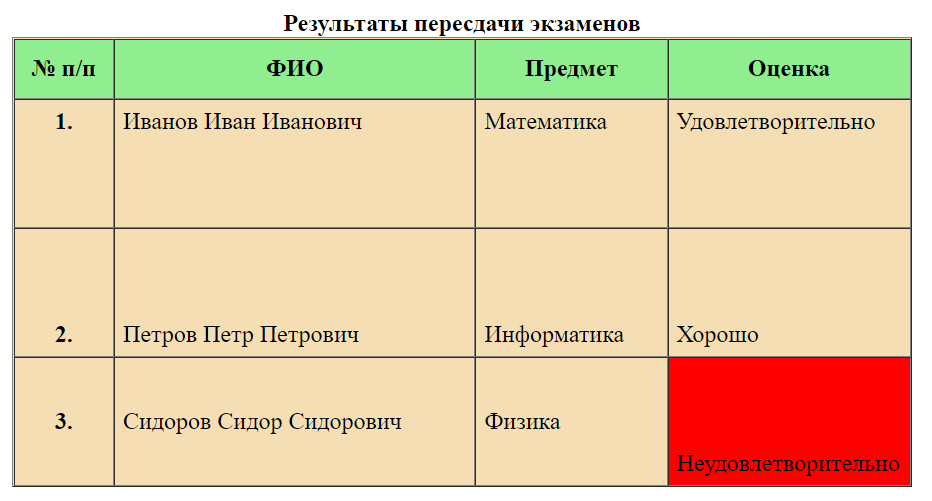 Результаты пересдачи экзаменов
№ п/п ФИО Предмет Оценка
1. Иванов Иван Иванович Математика Удовлетворительно
2. Петров Петр Петрович Информатика Хорошо
3. Сидоров Сидор Сидорович Физика Неудовлетворительно